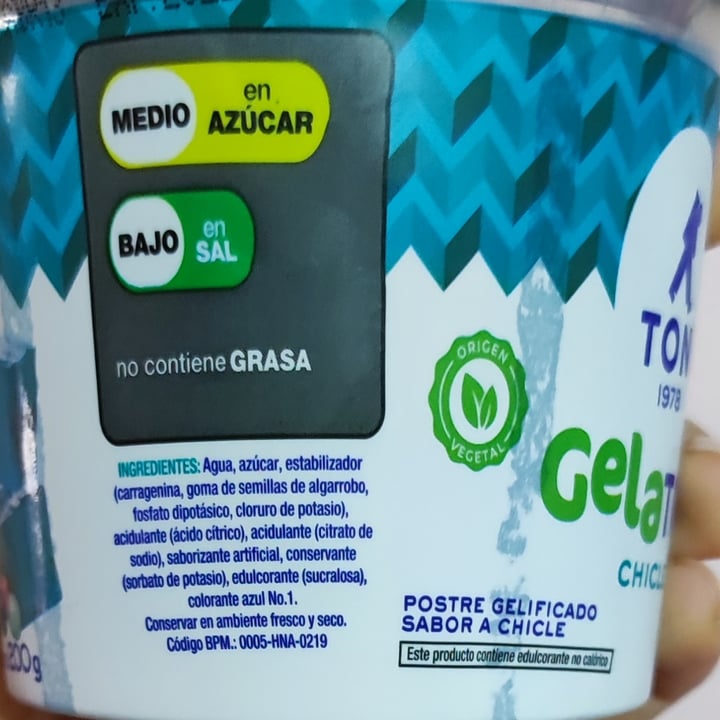 MEDIO en AZÚCAR
BAJO en SAL
no contiene GRASA
INGREDIENTES: Agua, azúcar, estabilizador
(carragenina, goma de semillas de algarrobo,
fosfato dipotásico, cloruro de potasio),
acidulante (ácido cítrico), acidulante (citrato de
sodio), saborizante artificial, conservante
(sorbato de potasio), edulcorante (sucralosa),
colorante azul No.1.
Conservar en ambiente fresco y seco.
Código BPM.: 0005-HNA-0219
200g
ORIGEN
VEGETAL
TON
1978
Gelat
CHICL
POSTRE GELIFICADO
SABOR A CHICLE
Este producto contiene edulcorante no calórico